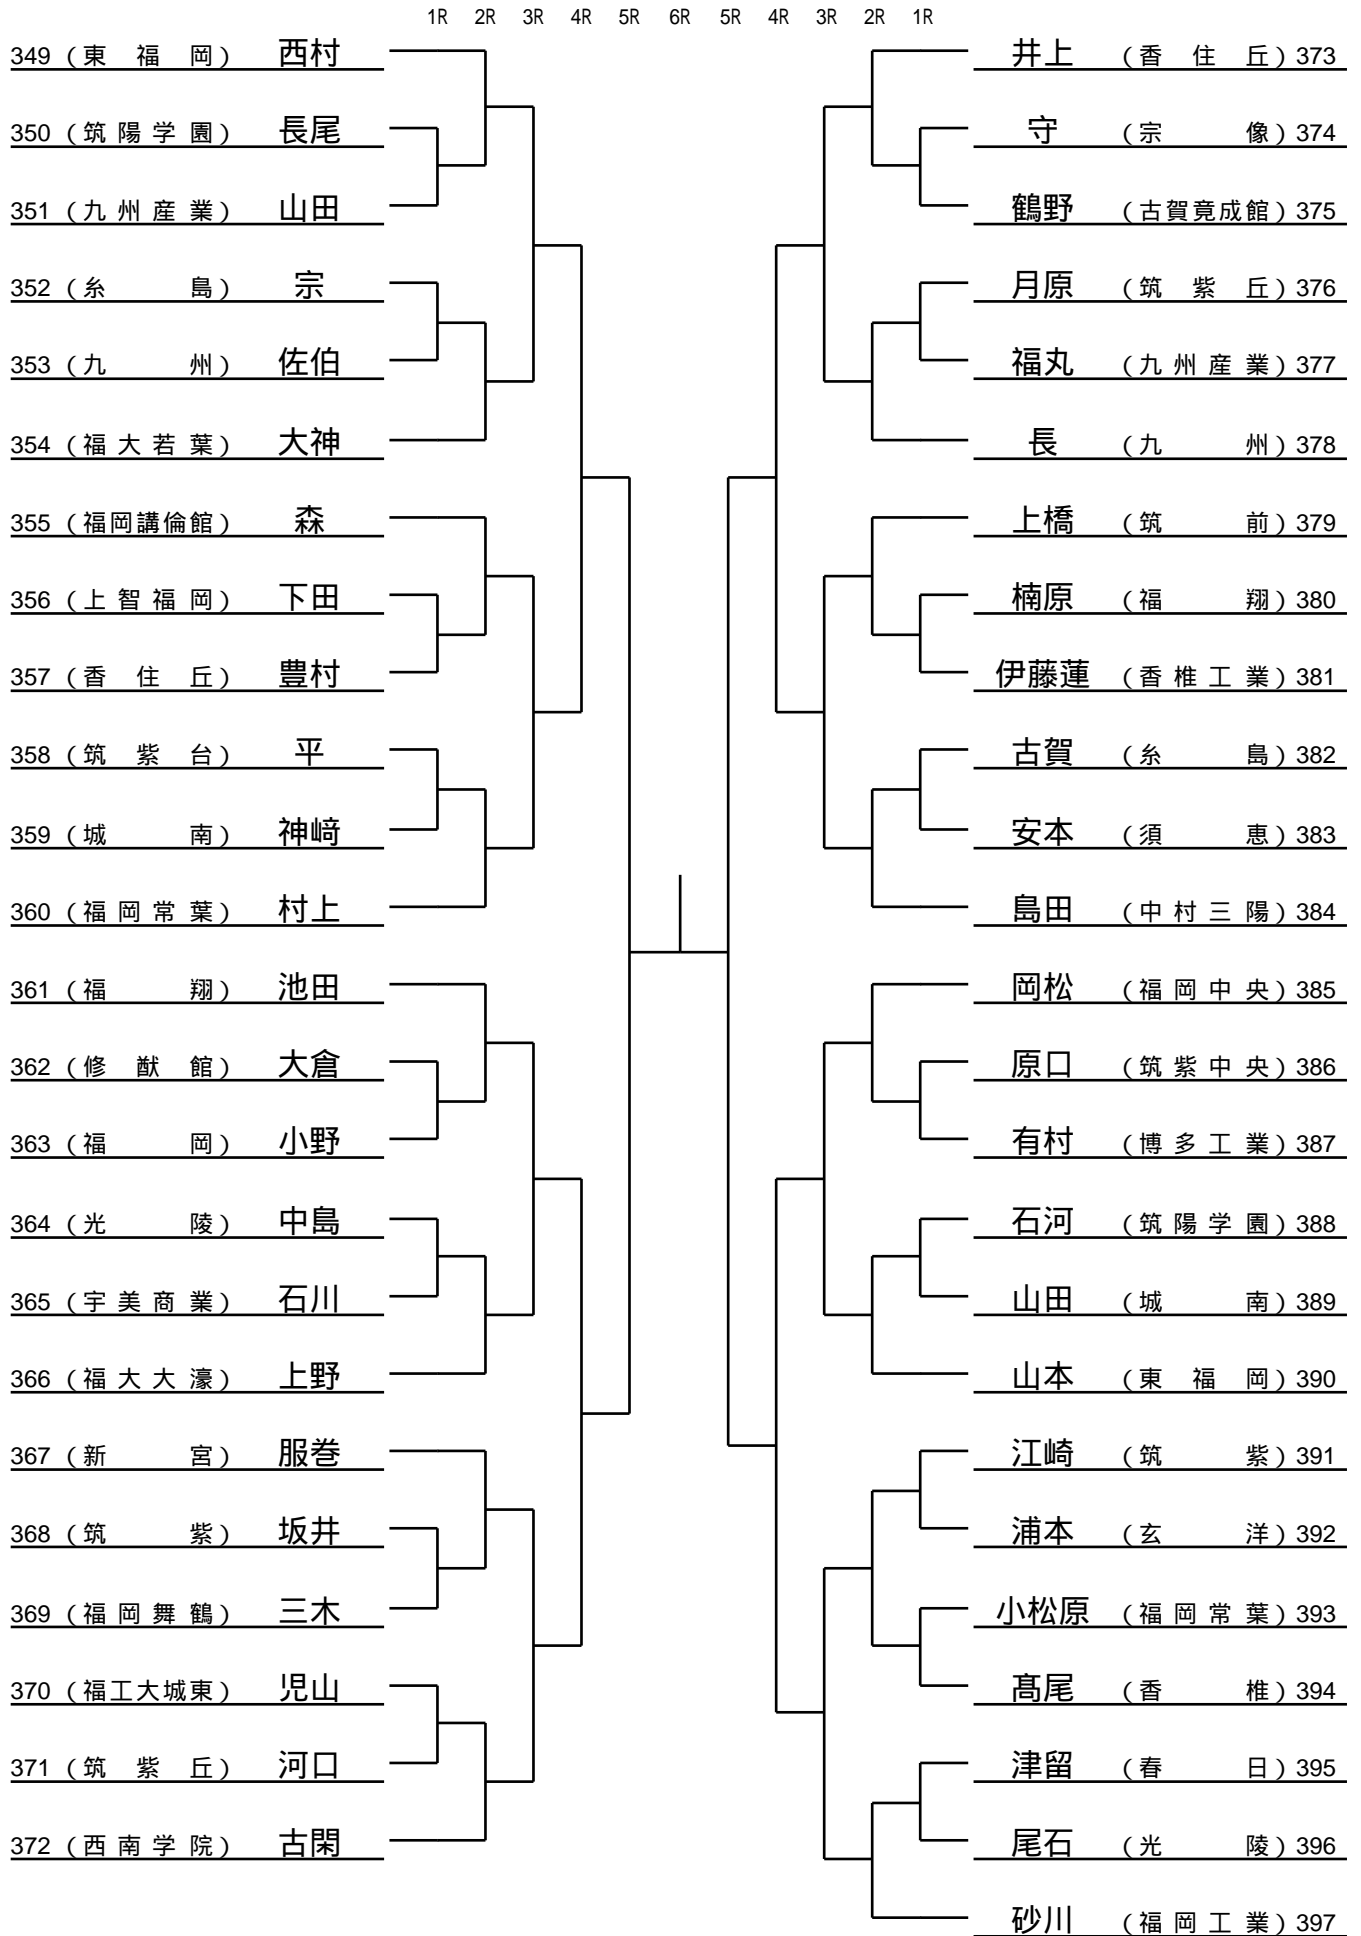 1R 2R 3R 4R 5R 6R 5R 4R 3R 2R 1R
349 (東福岡) 西村
350 (筑陽学園) 長尾
351 (九州産業) 山田
352 (糸島) 宗
353 (九州) 佐伯
354 (福大若葉) 大神
355 (福岡講倫館) 森
356 (上智福岡) 下田
357 (香住丘) 豊村
358 (筑紫台) 平
359 (城南) 神﨑
360 (福岡常葉) 村上
361 (福翔) 池田
362 (修猷館) 大倉
363 (福岡) 小野
364 (光陵) 中島
365 (宇美商業) 石川
366 (福大大濠) 上野
367 (新宮) 服巻
368 (筑紫) 坂井
369 (福岡舞鶴) 三木
370 (福工大城東) 児山
371 (筑紫丘) 河口
372 (西南学院) 古閑
井上 (香住丘) 373
守 (宗像) 374
鶴野 (古賀竟成館) 375
月原 (筑紫丘) 376
福丸 (九州産業) 377
長 (九州) 378
上橋 (筑前) 379
楠原 (福翔) 380
伊藤蓮 (香椎工業) 381
古賀 (糸島) 382
安本 (須恵) 383
島田 (中村三陽) 384
岡松 (福岡中央) 385
原口 (筑紫中央) 386
有村 (博多工業) 387
石河 (筑陽学園) 388
山田 (城南) 389
山本 (東福岡) 390
江崎 (筑紫) 391
浦本 (玄洋) 392
小松原 (福岡常葉) 393
髙尾 (香椎) 394
津留 (春日) 395
尾石 (光陵) 396
砂川 (福岡工業) 397